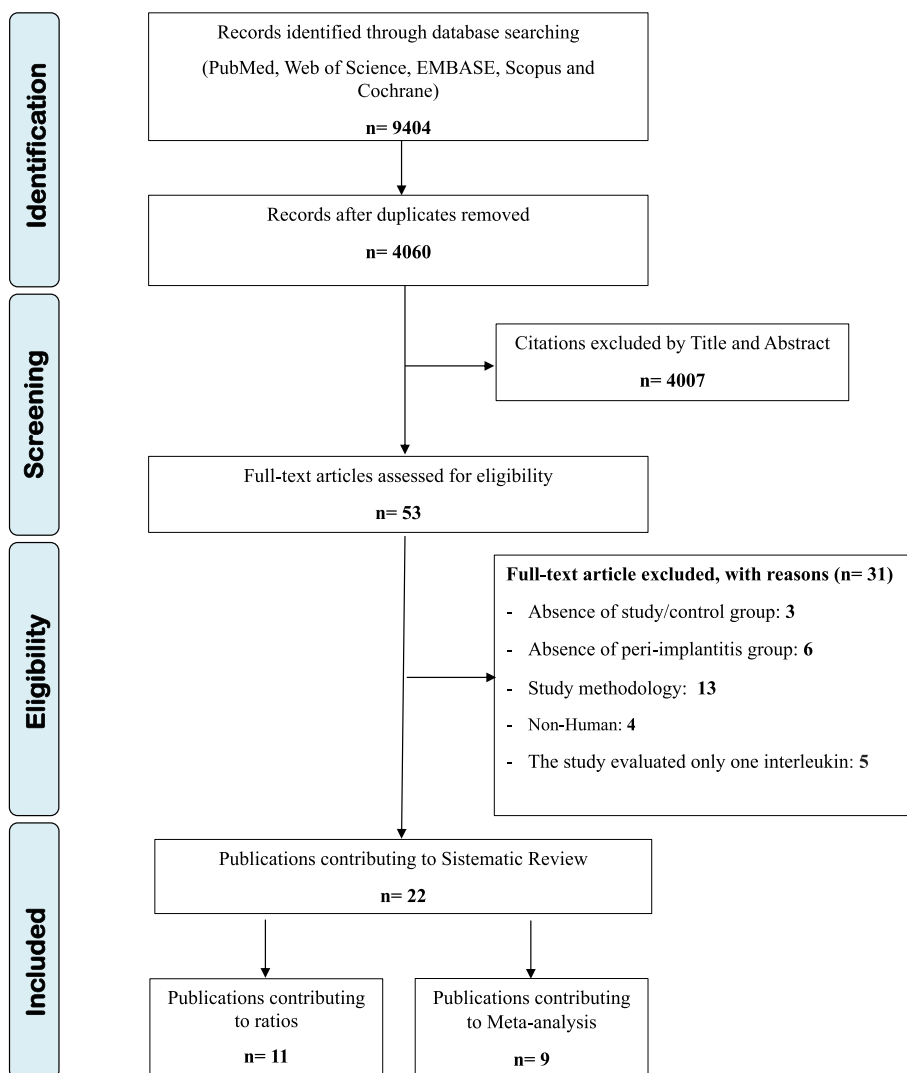 Identification
Records identified through database searching
(PubMed, Web of Science, EMBASE, Scopus and
Cochrane)
n= 9404
Records after duplicates removed
n= 4060
Screening
Citations excluded by Title and Abstract
n= 4007
Full-text articles assessed for eligibility
n= 53
Eligibility
Full-text article excluded, with reasons (n= 31)
- Absence of study/control group: 3
- Absence of peri-implantitis group: 6
- Study methodology: 13
- Non-Human: 4
- The study evaluated only one interleukin: 5
Included
Publications contributing to Sistematic Review
n= 22
Publications contributing
to ratios
n= 11
Publications contributing
to Meta-analysis
n= 9